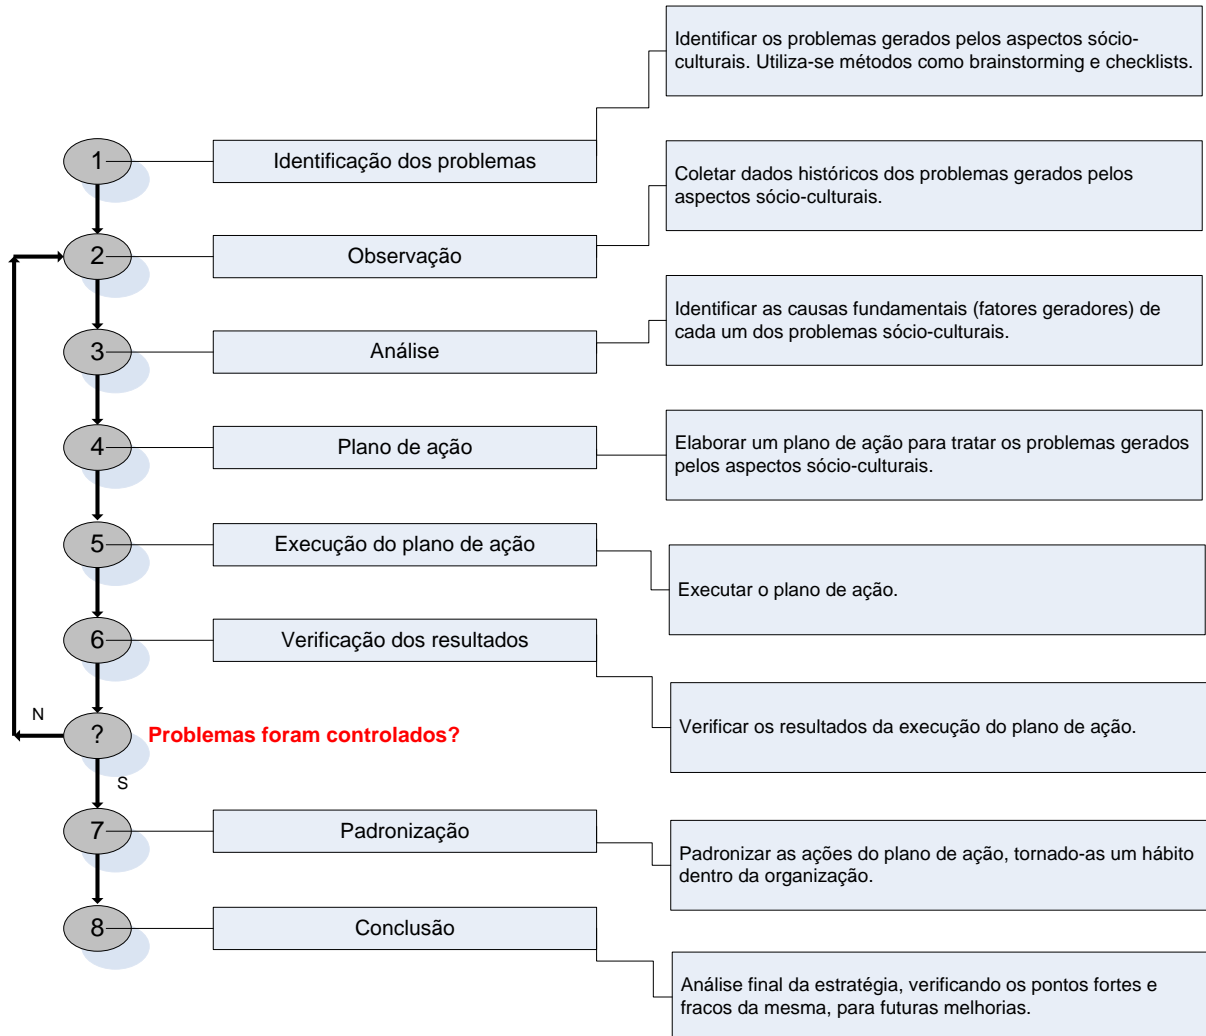 Identificar os problemas gerados pelos aspectos sócio-
culturais. Utiliza-se métodos como brainstorming e checklists.
1
Identificação dos problemas
Coletar dados históricos dos problemas gerados pelos
aspectos sócio-culturais.
2
Observação
Identificar as causas fundamentais (fatores geradores) de
cada um dos problemas sócio-culturais.
3
Análise
Elaborar um plano de ação para tratar os problemas gerados
pelos aspectos sócio-culturais.
4
Plano de ação
5
Execução do plano de ação
Executar o plano de ação.
6
Verificação dos resultados
N
?
Problemas foram controlados?
Verificar os resultados da execução do plano de ação.
S
7
Padronização
Padronizar as ações do plano de ação, tornado-as um hábito
dentro da organização.
8
Conclusão
Análise final da estratégia, verificando os pontos fortes e
fracos da mesma, para futuras melhorias.